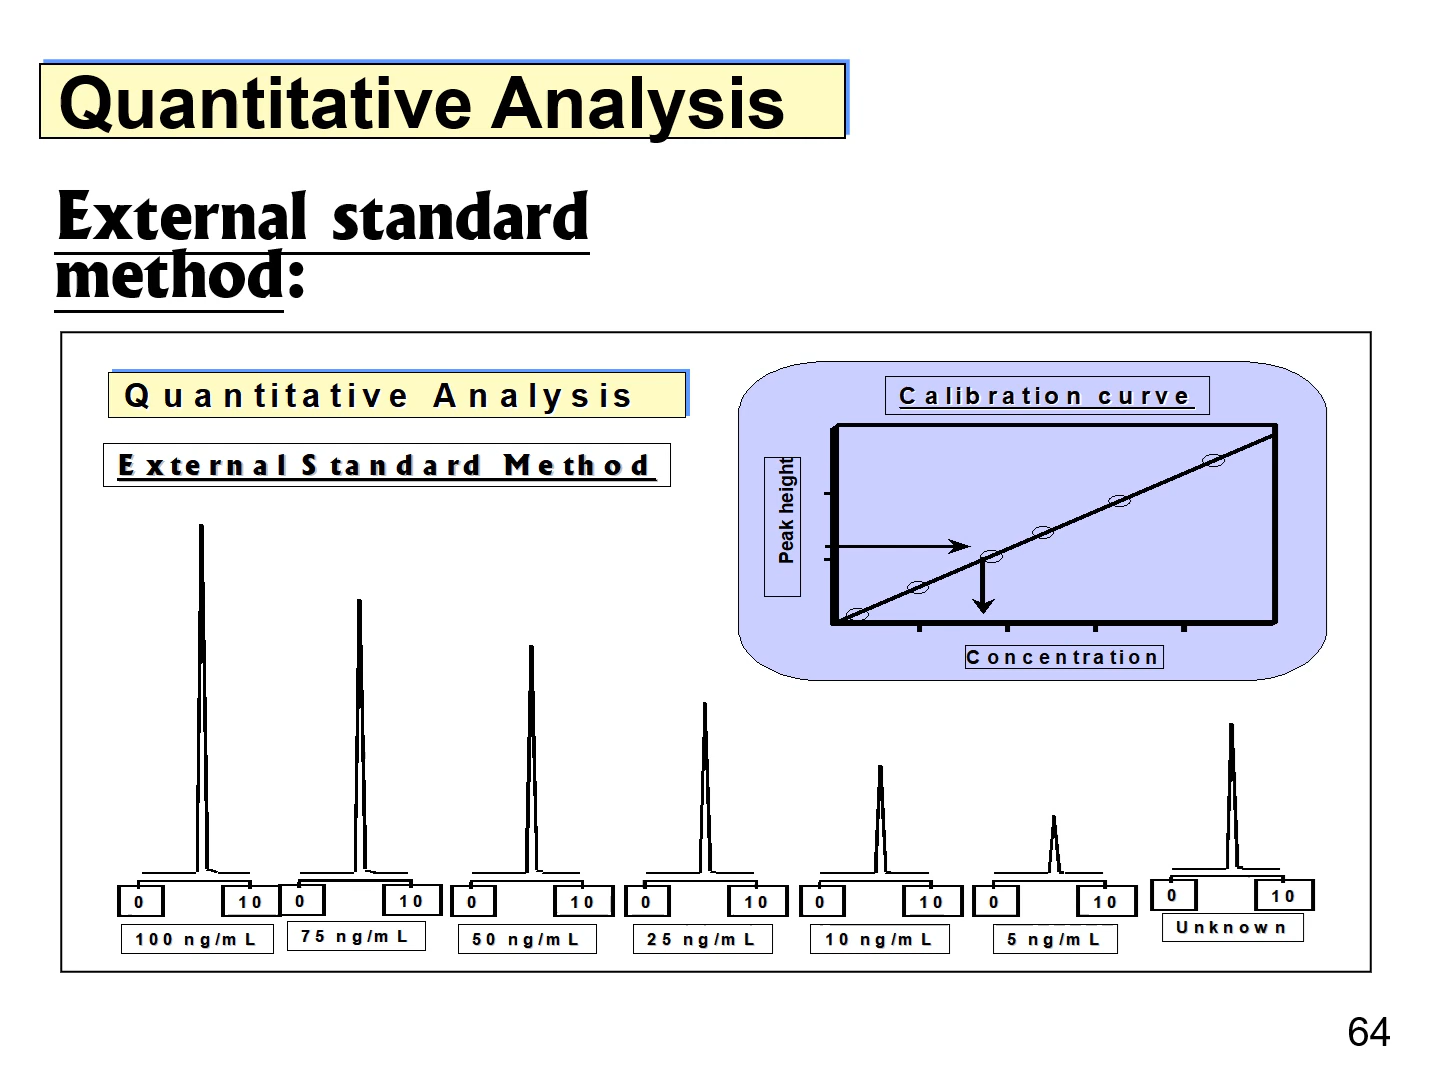 Quantitative Analysis
External standard
method:
Quantitative Analysis
External Standard Method
Calibration curve
Peak height
Concentration
0 10 0 10 0 10 0 10 0 10 0 10 0 10
100 ng/mL 75 ng/mL 50 ng/mL 25 ng/mL 10 ng/mL 5 ng/mL Unknown
64